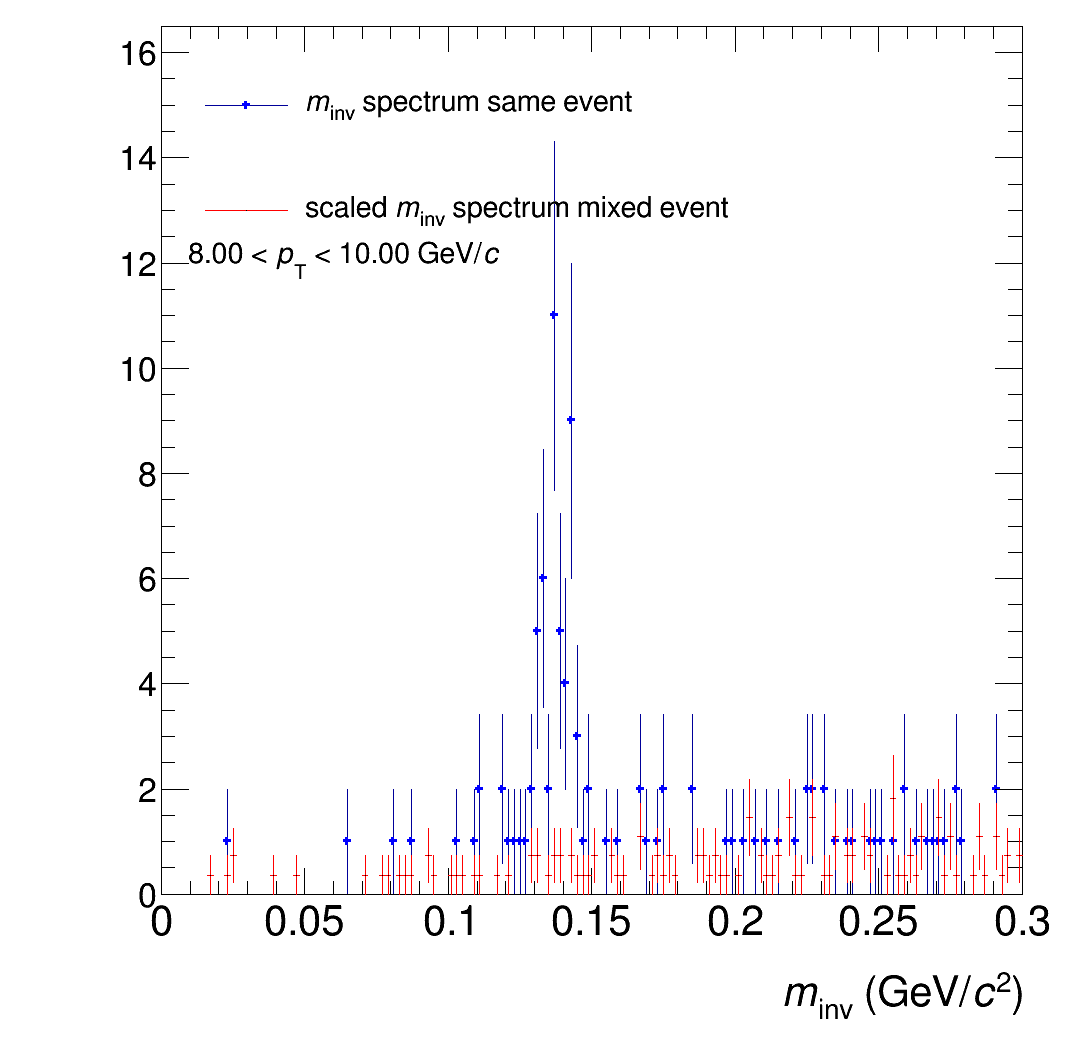 16
m_inv spectrum same event
14
scaled m_inv spectrum mixed event
12
8.00 < p_T < 10.00 GeV/c
10
8
6
4
2
0
0 0.05 0.1 0.15 0.2 0.25 0.3
m_inv (GeV/c²)